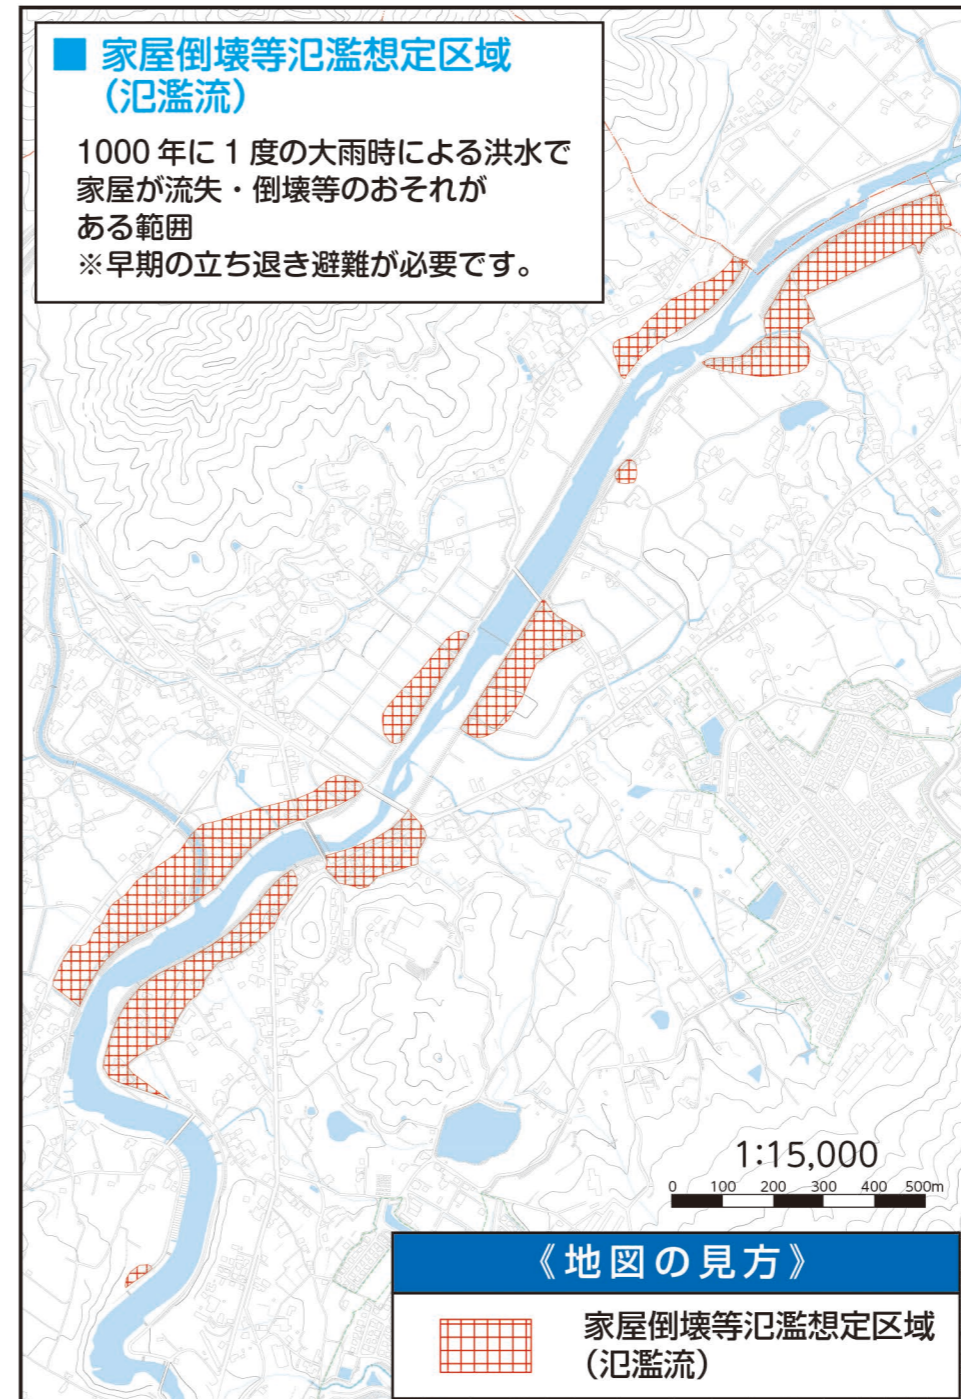 ■ 家屋倒壊等氾濫想定区域
（氾濫流）
1000年に1度の大雨時による洪水で
家屋が流失・倒壊等のおそれが
ある範囲
※早期の立ち退き避難が必要です。
1:15,000
0 100 200 300 400 500m
《地図の見方》
家屋倒壊等氾濫想定区域
（氾濫流）